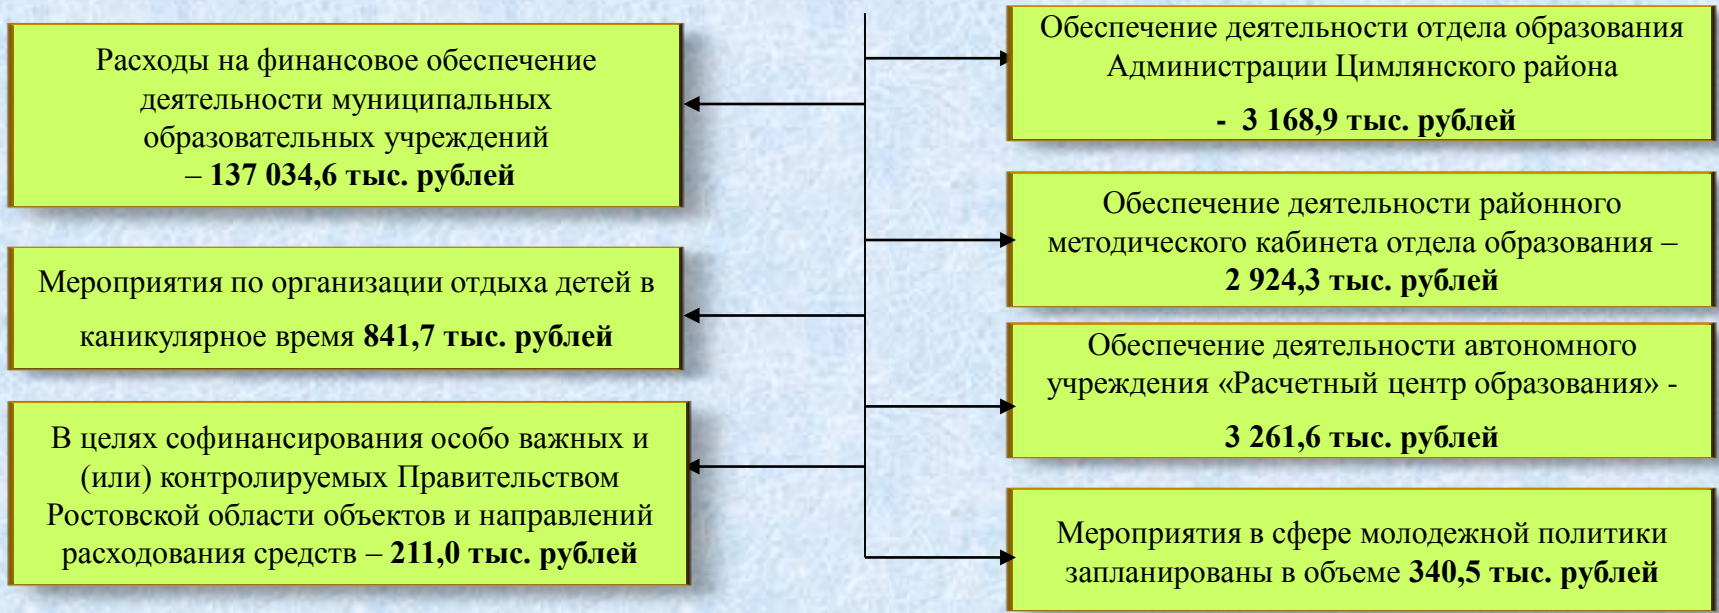 Расходы на финансовое обеспечение
деятельности муниципальных
образовательных учреждений
– 137 034,6 тыс. рублей
Мероприятия по организации отдыха детей в
каникулярное время 841,7 тыс. рублей
В целях софинансирования особо важных и
(или) контролируемых Правительством
Ростовской области объектов и направлений
расходования средств – 211,0 тыс. рублей
Обеспечение деятельности отдела образования
Администрации Цимлянского района
- 3 168,9 тыс. рублей
Обеспечение деятельности районного
методического кабинета отдела образования –
2 924,3 тыс. рублей
Обеспечение деятельности автономного
учреждения «Расчетный центр образования» -
3 261,6 тыс. рублей
Мероприятия в сфере молодежной политики
запланированы в объеме 340,5 тыс. рублей